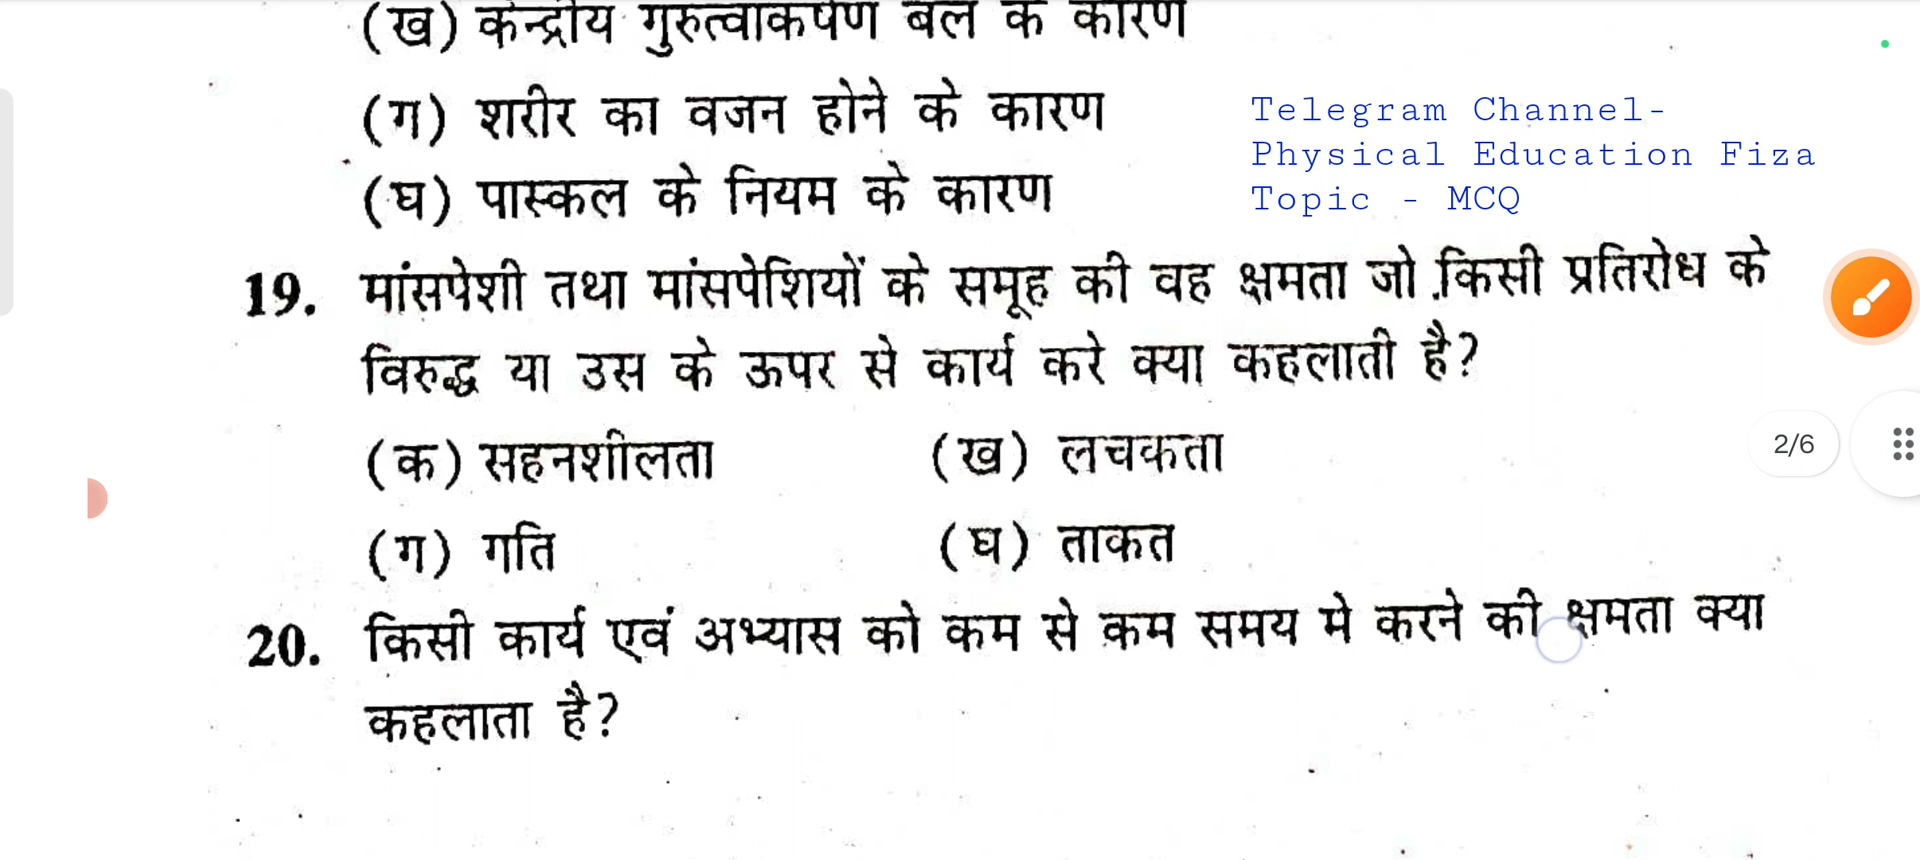 (ख) केन्द्रीय गुरुत्वाकर्षण बल के कारण
(ग) शरीर का वजन होने के कारण
(घ) पास्कल के नियम के कारण
Telegram Channel-
Physical Education Fiza
Topic - MCQ
19. मांसपेशी तथा मांसपेशियों के समूह की वह क्षमता जो किसी प्रतिरोध के
विरुद्ध या उस के ऊपर से कार्य करे क्या कहलाती है?
(क) सहनशीलता (ख) लचकता
(ग) गति (घ) ताकत
2/6
20. किसी कार्य एवं अभ्यास को कम से कम समय मे करने की क्षमता क्या
कहलाता है?